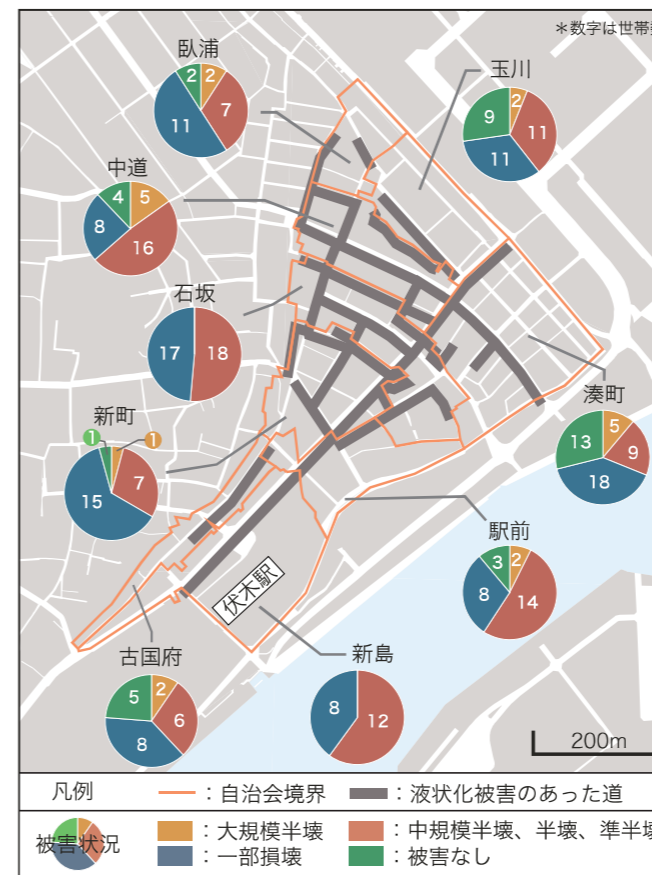 ＊数字は世帯
臥浦
2
2
7
11
玉川
2
9
11
11
中道
4
5
8
16
石坂
17
18
新町
1
1
7
15
湊町
5
13
9
18
駅前
3
2
8
14
伏木駅
古国府
5
2
6
8
新島
8
12
200m
凡例
：自治会境界
：液状化被害のあった道
被害状況
：大規模半壊
：中規模半壊、半壊、準半壊
：一部損壊
：被害なし